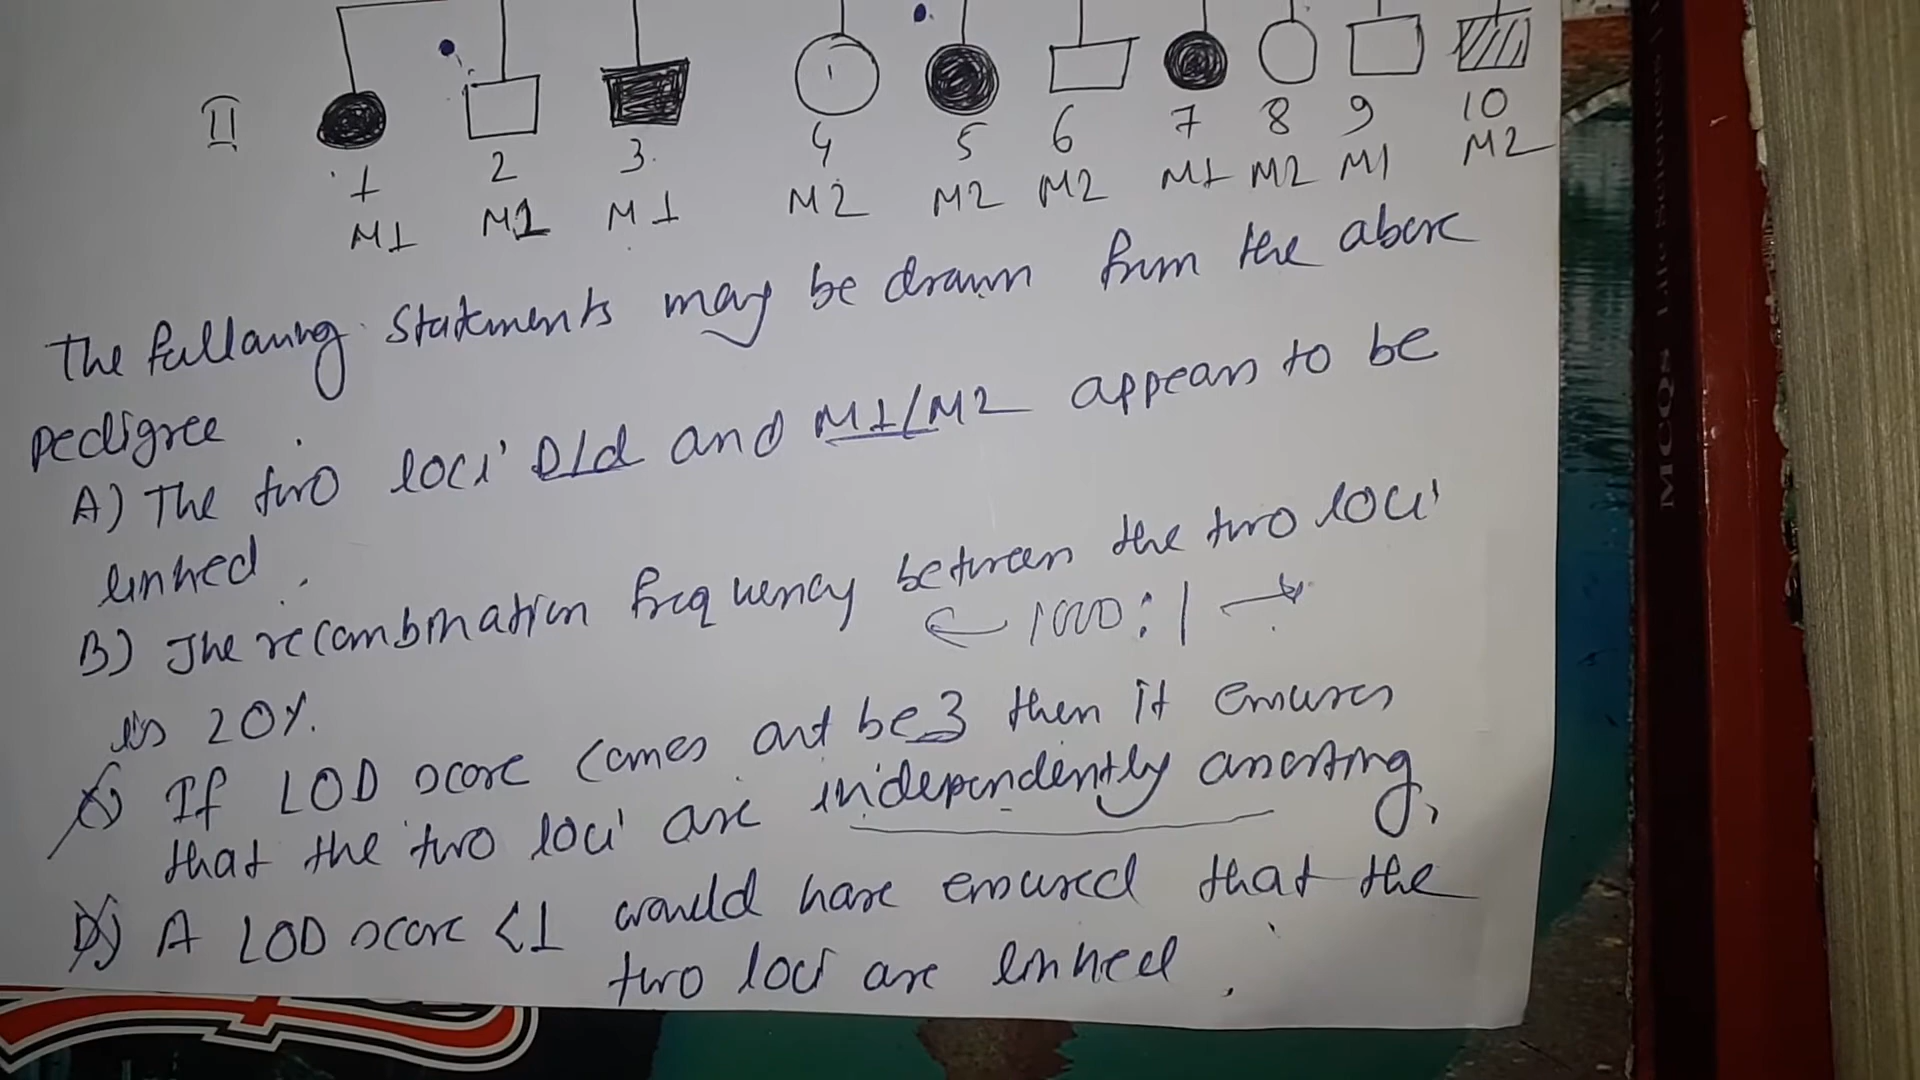 II
1 2 3. 4 5 6 7 8 9 10
M1 M1 M1 M2 M2 M2 M1 M2 M1 M2
The following statements may be drawn from the above
pedigree
A) The two loci D/d and M1/M2 appears to be
linked.
B) The recombination frequency between the two loci
is 20%.
1000:1
C) If LOD score comes out be 3 then it ensures
that the two loci are independently assorting,
D) A LOD score <1 would have ensured that the
two loci are linked.
MCQs Life Sciences